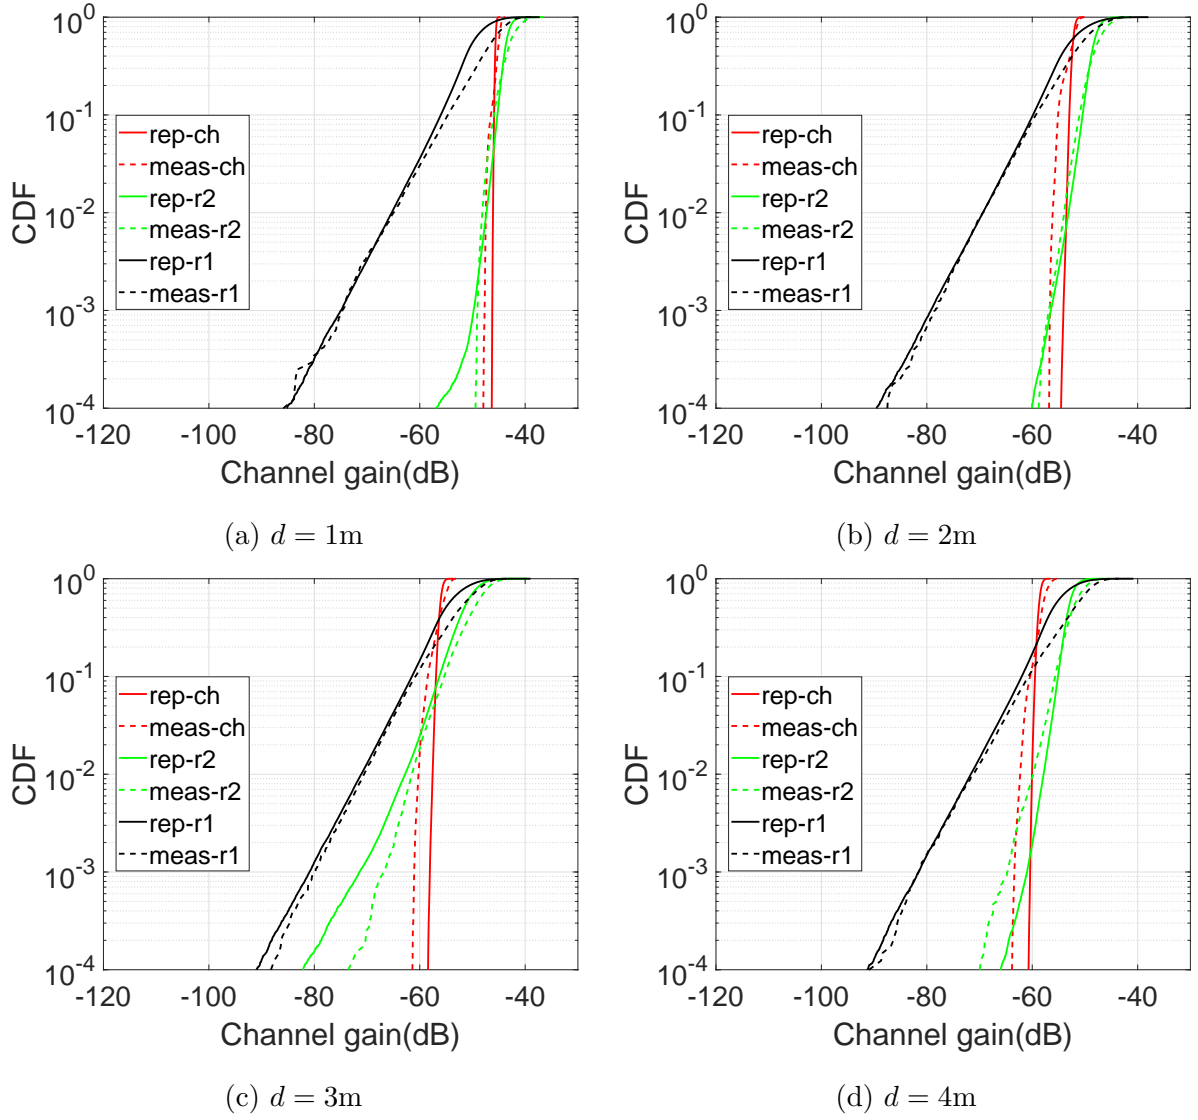 10^0
10^-1
10^-2
10^-3
10^-4
CDF
rep-ch
meas-ch
rep-r2
meas-r2
rep-r1
meas-r1
-120 -100 -80 -60 -40
Channel gain(dB)
(a) d = 1m
10^0
10^-1
10^-2
10^-3
10^-4
CDF
rep-ch
meas-ch
rep-r2
meas-r2
rep-r1
meas-r1
-120 -100 -80 -60 -40
Channel gain(dB)
(b) d = 2m
10^0
10^-1
10^-2
10^-3
10^-4
CDF
rep-ch
meas-ch
rep-r2
meas-r2
rep-r1
meas-r1
-120 -100 -80 -60 -40
Channel gain(dB)
(c) d = 3m
10^0
10^-1
10^-2
10^-3
10^-4
CDF
rep-ch
meas-ch
rep-r2
meas-r2
rep-r1
meas-r1
-120 -100 -80 -60 -40
Channel gain(dB)
(d) d = 4m